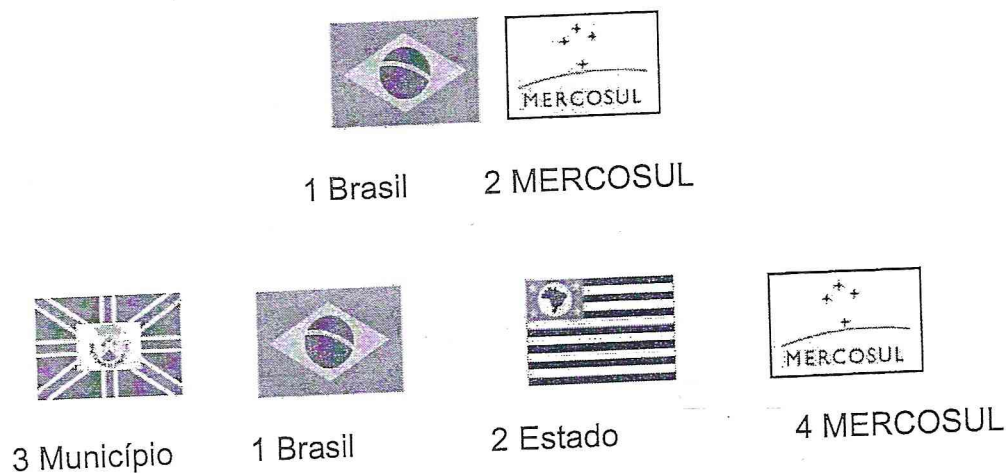 MERCOSUL
1 Brasil 2 MERCOSUL
MERCOSUL
3 Município 1 Brasil 2 Estado 4 MERCOSUL